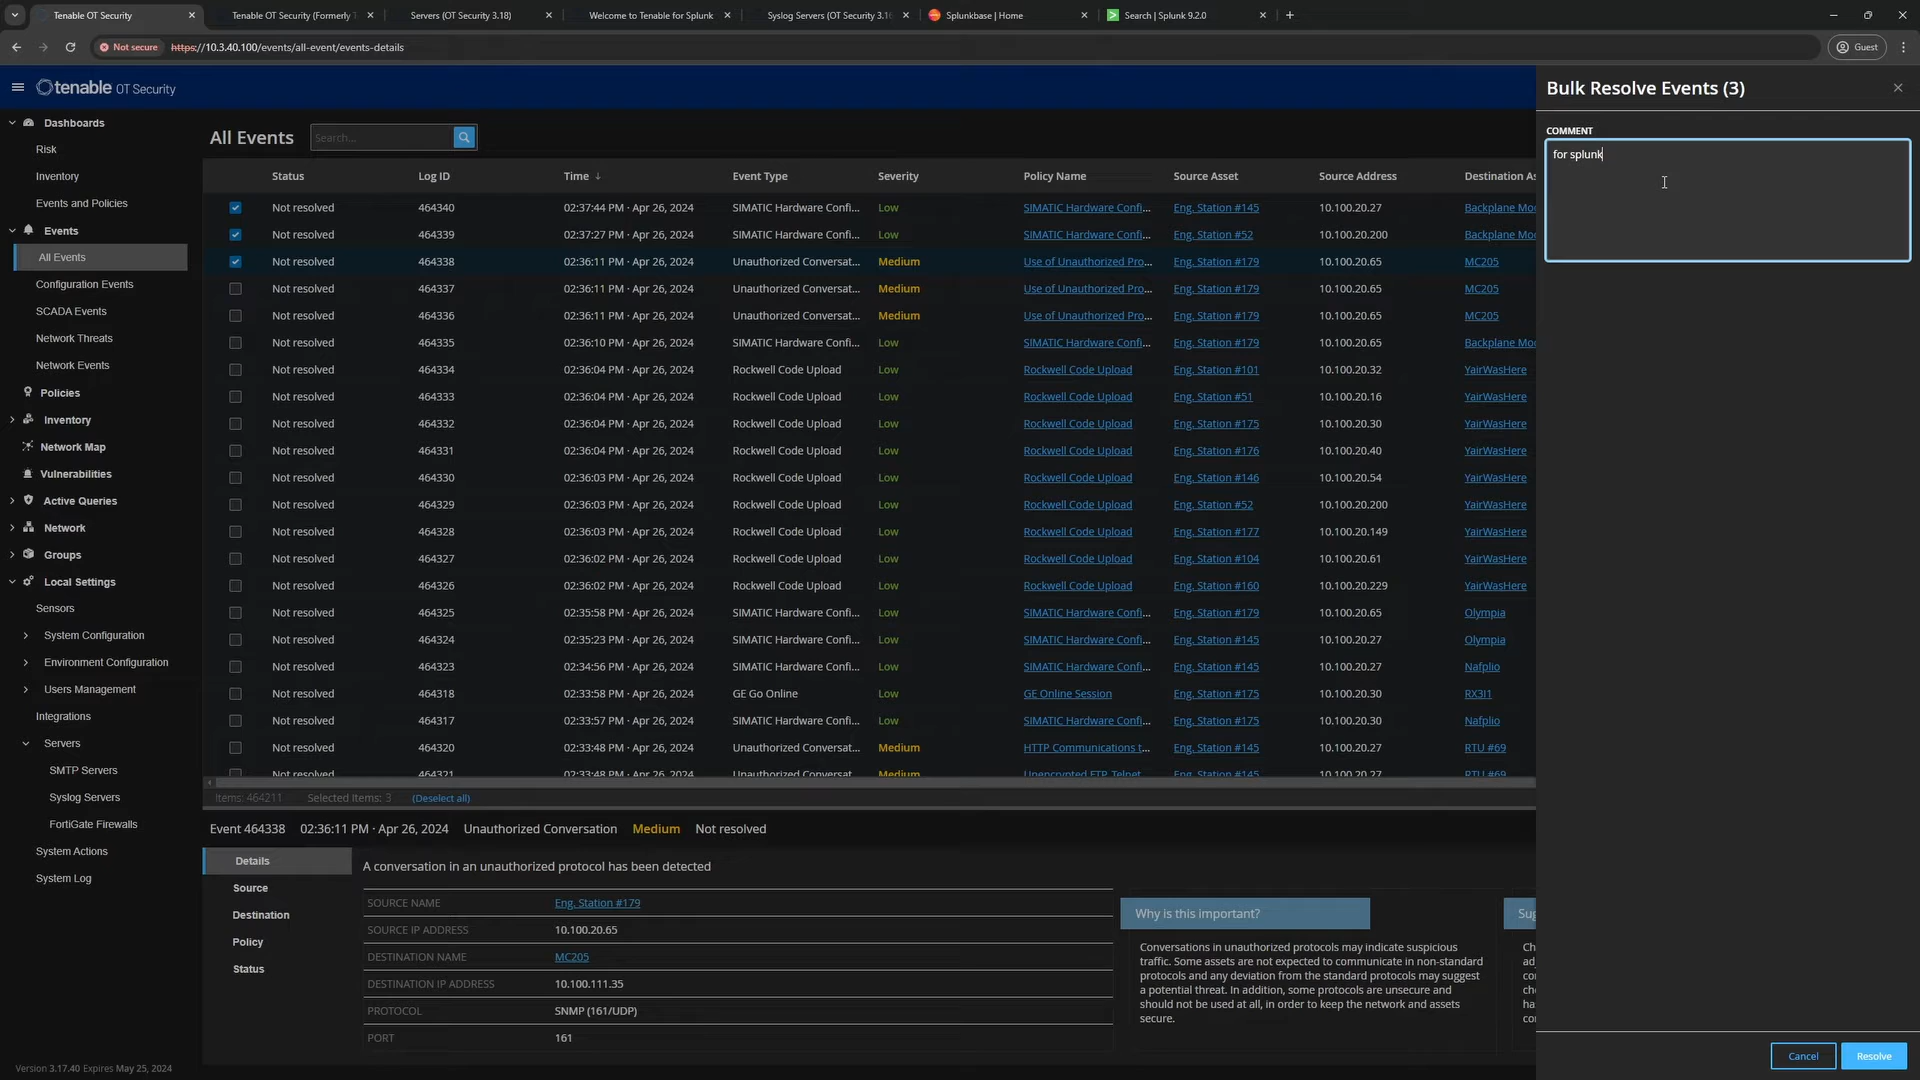 Tenable OT Security
Tenable OT Security (Formerly T
Servers (OT Security 3.18)
Welcome to Tenable for Splunk
Syslog Servers (OT Security 3.16
Splunkbase | Home
Search | Splunk 9.2.0
Not secure
https://10.3.40.100/events/all-event/events-details
Guest
tenable OT Security
Dashboards
Risk
Inventory
Events and Policies
Events
All Events
Configuration Events
SCADA Events
Network Threats
Network Events
Policies
Inventory
Network Map
Vulnerabilities
Active Queries
Network
Groups
Local Settings
Sensors
System Configuration
Environment Configuration
Users Management
Integrations
Servers
SMTP Servers
Syslog Servers
FortiGate Firewalls
System Actions
System Log
Version 3.17.40 Expires May 25, 2024
All Events
Search...
Status Log ID Time Event Type Severity Policy Name Source Asset Source Address Destination As
Not resolved 464340 02:37:44 PM · Apr 26, 2024 SIMATIC Hardware Confi... Low SIMATIC Hardware Confi... Eng. Station #145 10.100.20.27 Backplane Mod
Not resolved 464339 02:37:27 PM · Apr 26, 2024 SIMATIC Hardware Confi... Low SIMATIC Hardware Confi... Eng. Station #52 10.100.20.200 Backplane Mod
Not resolved 464338 02:36:11 PM · Apr 26, 2024 Unauthorized Conversat... Medium Use of Unauthorized Pro... Eng. Station #179 10.100.20.65 MC205
Not resolved 464337 02:36:11 PM · Apr 26, 2024 Unauthorized Conversat... Medium Use of Unauthorized Pro... Eng. Station #179 10.100.20.65 MC205
Not resolved 464336 02:36:11 PM · Apr 26, 2024 Unauthorized Conversat... Medium Use of Unauthorized Pro... Eng. Station #179 10.100.20.65 MC205
Not resolved 464335 02:36:10 PM · Apr 26, 2024 SIMATIC Hardware Confi... Low SIMATIC Hardware Confi... Eng. Station #179 10.100.20.65 Backplane Mod
Not resolved 464334 02:36:04 PM · Apr 26, 2024 Rockwell Code Upload Low Rockwell Code Upload Eng. Station #101 10.100.20.32 YairWasHere
Not resolved 464333 02:36:04 PM · Apr 26, 2024 Rockwell Code Upload Low Rockwell Code Upload Eng. Station #51 10.100.20.16 YairWasHere
Not resolved 464332 02:36:04 PM · Apr 26, 2024 Rockwell Code Upload Low Rockwell Code Upload Eng. Station #175 10.100.20.30 YairWasHere
Not resolved 464331 02:36:04 PM · Apr 26, 2024 Rockwell Code Upload Low Rockwell Code Upload Eng. Station #176 10.100.20.40 YairWasHere
Not resolved 464330 02:36:03 PM · Apr 26, 2024 Rockwell Code Upload Low Rockwell Code Upload Eng. Station #146 10.100.20.54 YairWasHere
Not resolved 464329 02:36:03 PM · Apr 26, 2024 Rockwell Code Upload Low Rockwell Code Upload Eng. Station #52 10.100.20.200 YairWasHere
Not resolved 464328 02:36:03 PM · Apr 26, 2024 Rockwell Code Upload Low Rockwell Code Upload Eng. Station #177 10.100.20.149 YairWasHere
Not resolved 464327 02:36:02 PM · Apr 26, 2024 Rockwell Code Upload Low Rockwell Code Upload Eng. Station #104 10.100.20.61 YairWasHere
Not resolved 464326 02:36:02 PM · Apr 26, 2024 Rockwell Code Upload Low Rockwell Code Upload Eng. Station #160 10.100.20.229 YairWasHere
Not resolved 464325 02:35:58 PM · Apr 26, 2024 SIMATIC Hardware Confi... Low SIMATIC Hardware Confi... Eng. Station #179 10.100.20.65 Olympia
Not resolved 464324 02:35:23 PM · Apr 26, 2024 SIMATIC Hardware Confi... Low SIMATIC Hardware Confi... Eng. Station #145 10.100.20.27 Olympia
Not resolved 464323 02:34:56 PM · Apr 26, 2024 SIMATIC Hardware Confi... Low SIMATIC Hardware Confi... Eng. Station #145 10.100.20.27 Nafplio
Not resolved 464318 02:33:58 PM · Apr 26, 2024 GE Go Online Low GE Online Session Eng. Station #175 10.100.20.30 RX3I1
Not resolved 464317 02:33:57 PM · Apr 26, 2024 SIMATIC Hardware Confi... Low SIMATIC Hardware Confi... Eng. Station #175 10.100.20.30 Nafplio
Not resolved 464320 02:33:48 PM · Apr 26, 2024 Unauthorized Conversat... Medium HTTP Communications t... Eng. Station #145 10.100.20.27 RTU #69
Not resolved 464321 02:33:48 PM · Apr 26, 2024 Unauthorized Conversat... Medium Unencrypted FTP, Telnet... Eng. Station #145 10.100.20.27 RTU #69
Items: 464211 Selected Items: 3 (Deselect all)
Event 464338 02:36:11 PM · Apr 26, 2024 Unauthorized Conversation Medium Not resolved
Details
Source
Destination
Policy
Status
A conversation in an unauthorized protocol has been detected
SOURCE NAME Eng. Station #179
SOURCE IP ADDRESS 10.100.20.65
DESTINATION NAME MC205
DESTINATION IP ADDRESS 10.100.111.35
PROTOCOL SNMP (161/UDP)
PORT 161
Why is this important?
Conversations in unauthorized protocols may indicate suspicious
traffic. Some assets are not expected to communicate in non-standard
protocols and any deviation from the standard protocols may suggest
a potential threat. In addition, some protocols are unsecure and
should not be used at all, in order to keep the network and assets
secure.
Sug
Ch
ad
co
ch
ha
co
Bulk Resolve Events (3)
COMMENT
for splunk
Cancel
Resolve